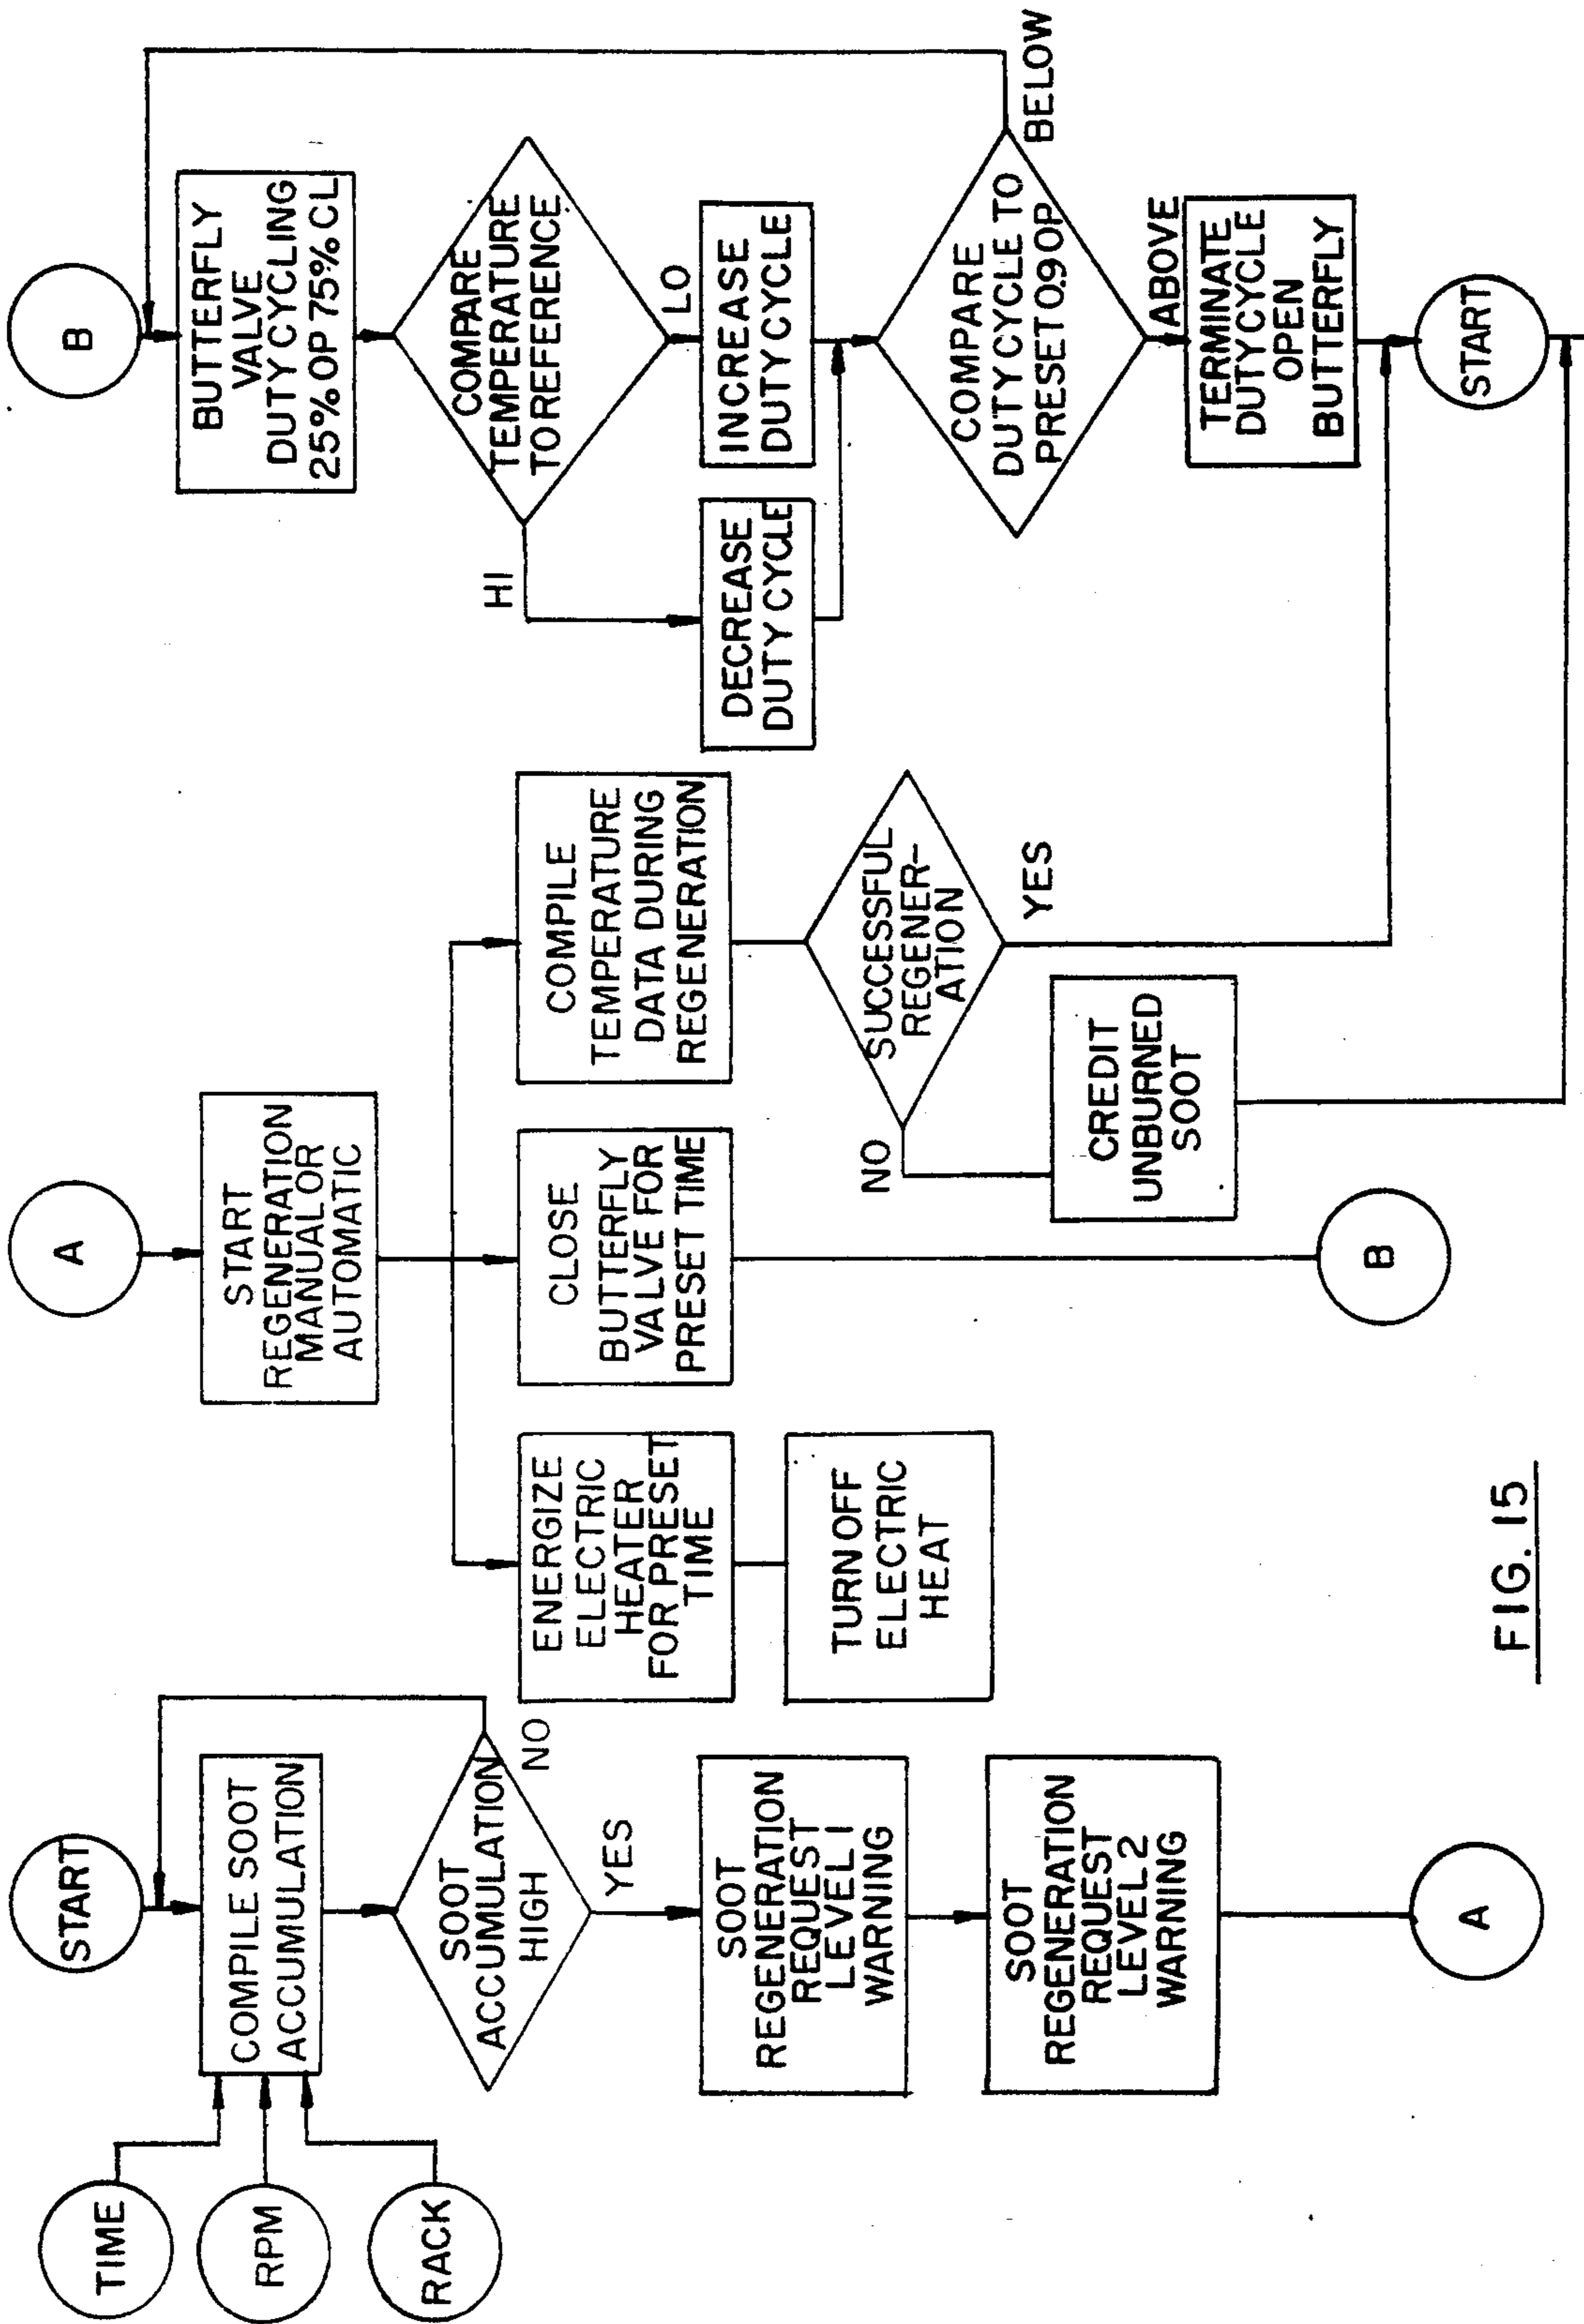 START
TIME
RPM
RACK
COMPILE SOOT
ACCUMULATION
SOOT
ACCUMULATION
HIGH
NO
YES
SOOT
REGENERATION
REQUEST
LEVEL 1
WARNING
SOOT
REGENERATION
REQUEST
LEVEL 2
WARNING
A
A
START
REGENERATION
MANUAL OR
AUTOMATIC
ENERGIZE
ELECTRIC
HEATER
FOR PRESET
TIME
TURN OFF
ELECTRIC
HEAT
CLOSE
BUTTERFLY
VALVE FOR
PRESET TIME
B
COMPILE
TEMPERATURE
DATA DURING
REGENERATION
SUCCESSFUL
REGENER-
ATION
NO
YES
CREDIT
UNBURNED
SOOT
B
BUTTERFLY
VALVE
DUTY CYCLING
25% OP 75% CL
COMPARE
TEMPERATURE
TO REFERENCE
HI
LO
DECREASE
DUTY CYCLE
INCREASE
DUTY CYCLE
COMPARE
DUTY CYCLE TO
PRESET 0.9 OP
BELOW
ABOVE
TERMINATE
DUTY CYCLE
OPEN
BUTTERFLY
START
FIG. 15